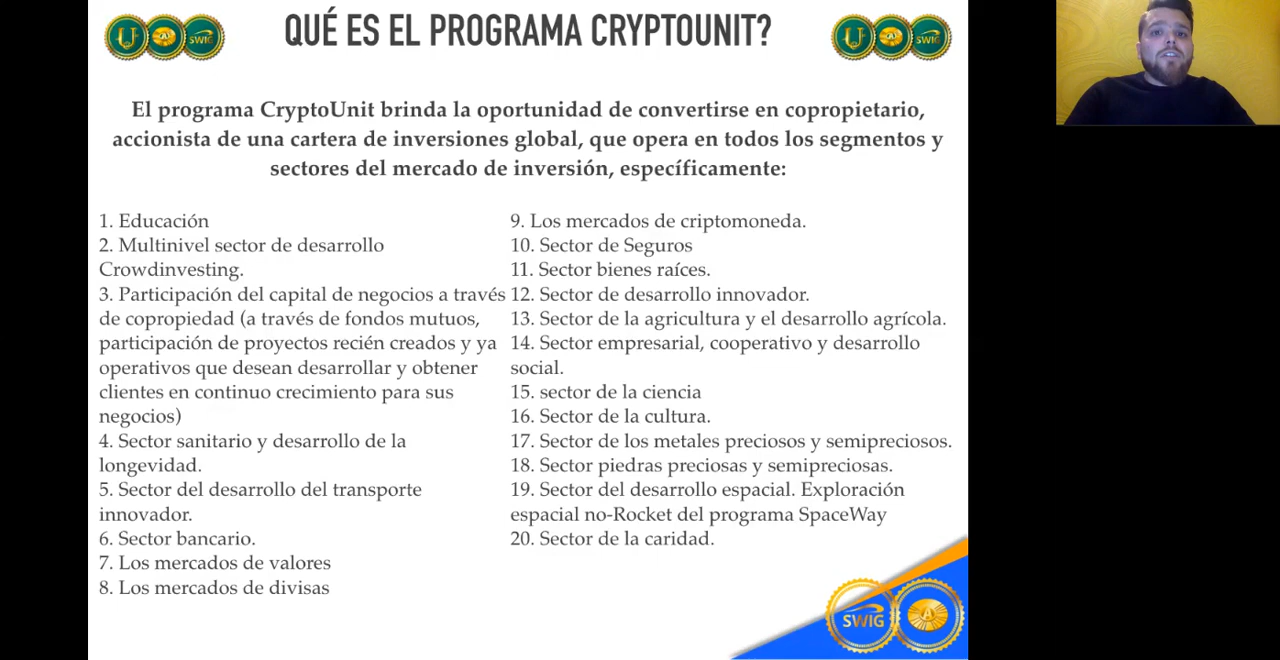 QUÉ ES EL PROGRAMA CRYPTOUNIT?
U A SWIG
U A SWIG
El programa CryptoUnit brinda la oportunidad de convertirse en copropietario,
accionista de una cartera de inversiones global, que opera en todos los segmentos y
sectores del mercado de inversión, específicamente:
1. Educación
2. Multinivel sector de desarrollo
Crowdinvesting.
3. Participación del capital de negocios a través
de copropiedad (a través de fondos mutuos,
participación de proyectos recién creados y ya
operativos que desean desarrollar y obtener
clientes en continuo crecimiento para sus
negocios)
4. Sector sanitario y desarrollo de la
longevidad.
5. Sector del desarrollo del transporte
innovador.
6. Sector bancario.
7. Los mercados de valores
8. Los mercados de divisas
9. Los mercados de criptomoneda.
10. Sector de Seguros
11. Sector bienes raíces.
12. Sector de desarrollo innovador.
13. Sector de la agricultura y el desarrollo agrícola.
14. Sector empresarial, cooperativo y desarrollo
social.
15. sector de la ciencia
16. Sector de la cultura.
17. Sector de los metales preciosos y semipreciosos.
18. Sector piedras preciosas y semipreciosas.
19. Sector del desarrollo espacial. Exploración
espacial no-Rocket del programa SpaceWay
20. Sector de la caridad.
SWIG A